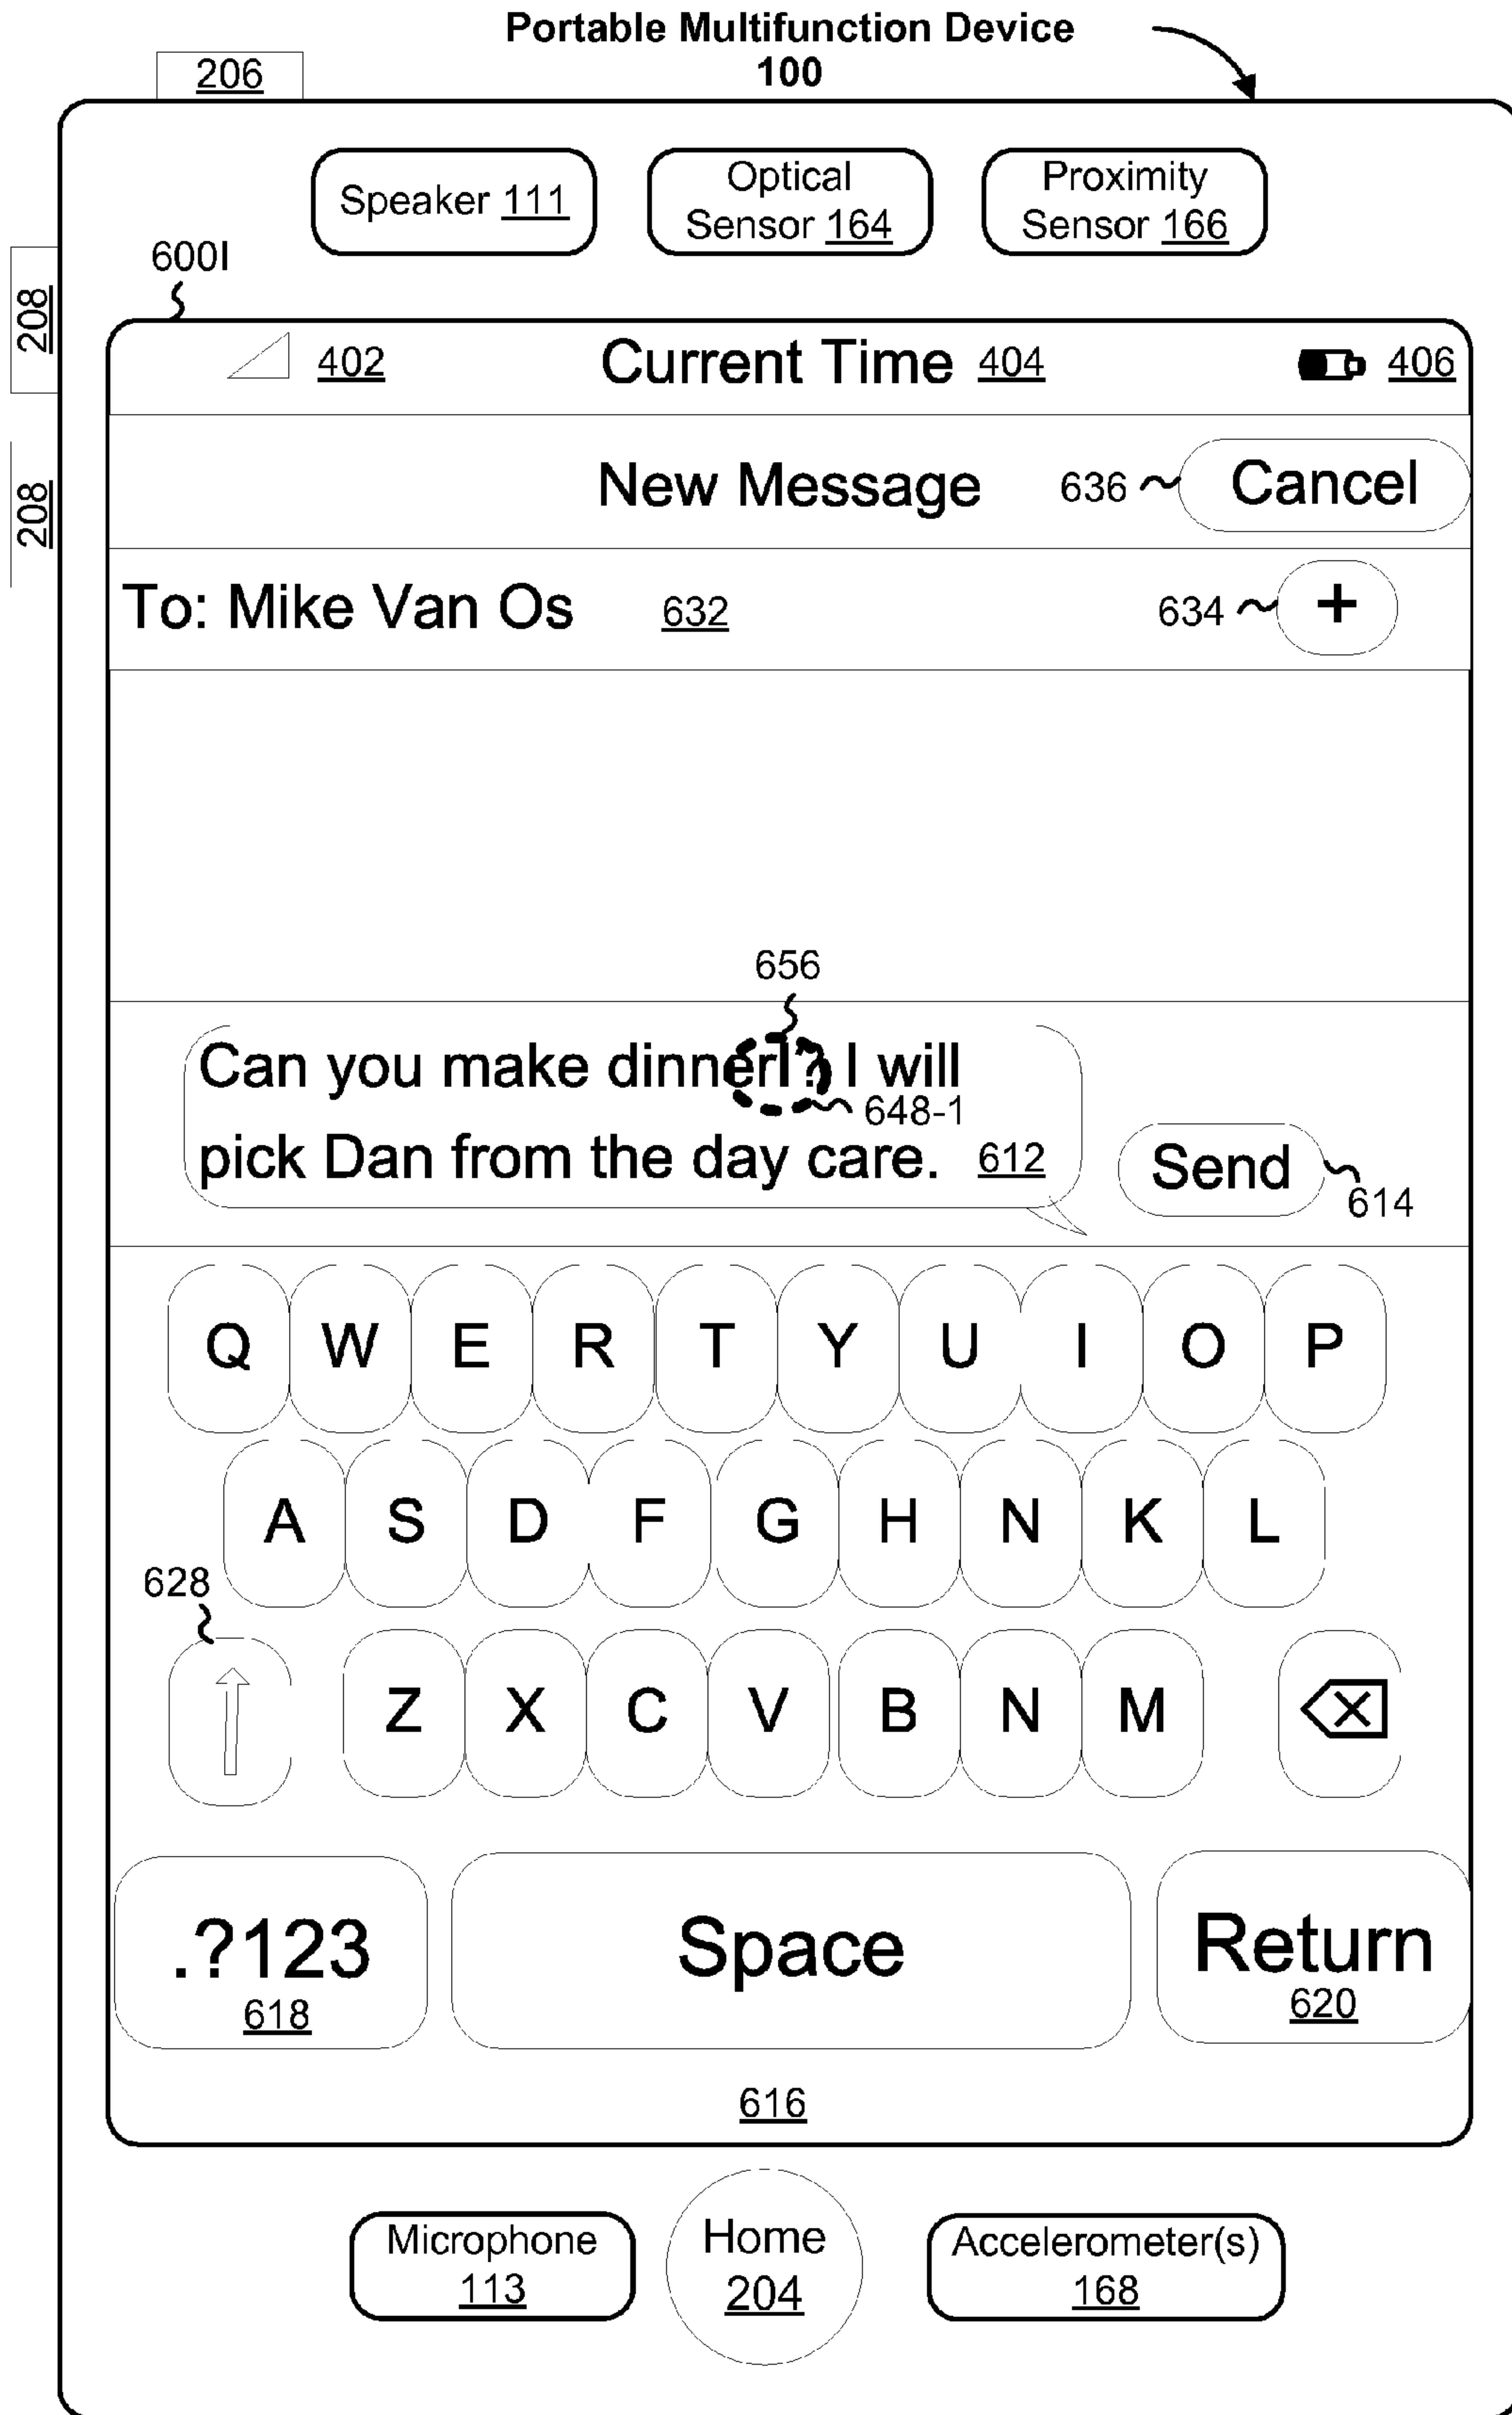 Portable Multifunction Device
100
206
Speaker 111
Optical
Sensor 164
Proximity
Sensor 166
600I
208
208
402
Current Time 404
406
New Message
636
Cancel
To: Mike Van Os
632
634
+
656
Can you make dinner? I will
648-1
pick Dan from the day care. 612
Send
614
Q W E R T Y U I O P
A S D F G H N K L
628
Z X C V B N M
.?123
618
Space
Return
620
616
Microphone
113
Home
204
Accelerometer(s)
168